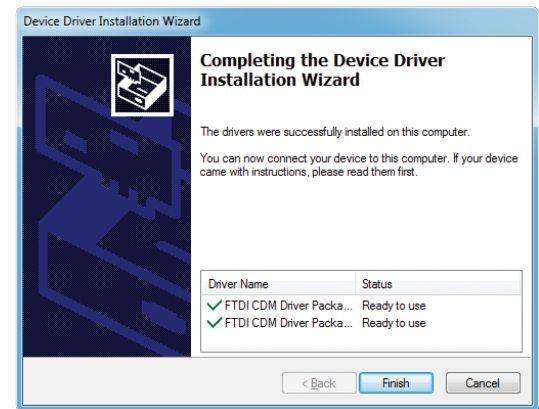 Device Driver Installation Wizard
Completing the Device Driver
Installation Wizard
The drivers were successfully installed on this computer.
You can now connect your device to this computer. If your device
came with instructions, please read them first.
Driver Name Status
FTDI CDM Driver Packa... Ready to use
FTDI CDM Driver Packa... Ready to use
< Back Finish Cancel